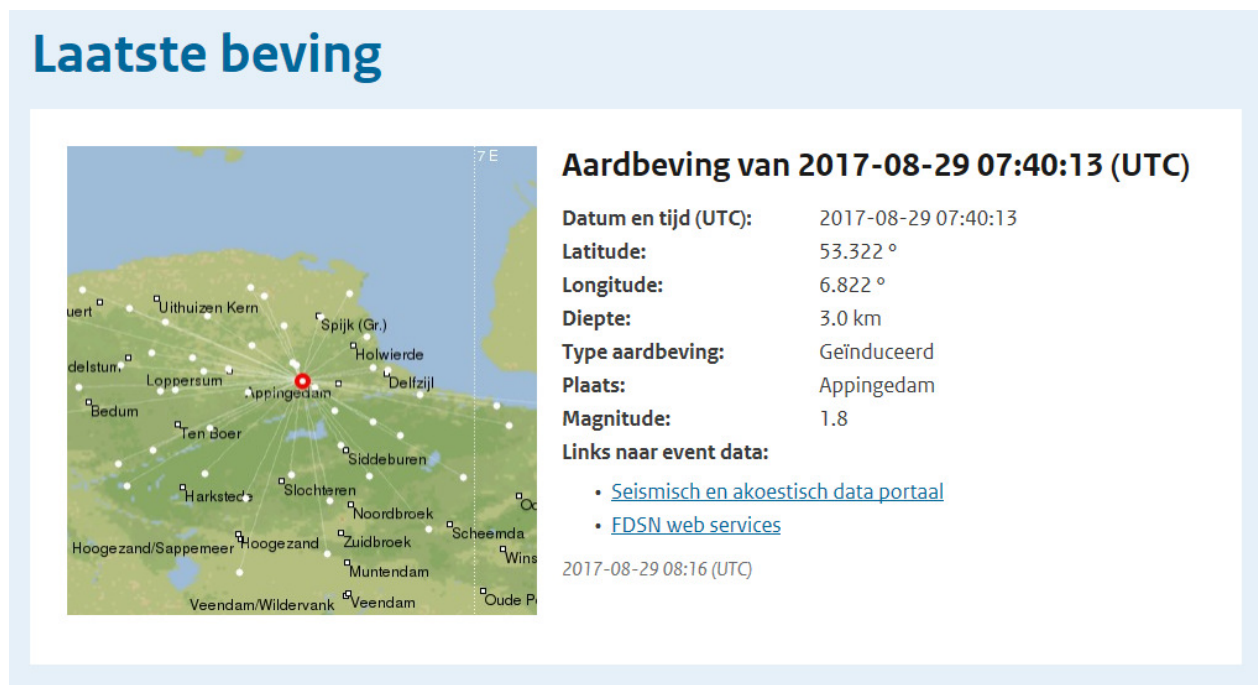 Laatste beving
7 E
uert
Uithuizen Kern
Spijk (Gr.)
Holwierde
delstum
Loppersum
Appingedam
Delfzijl
Bedum
Ten Boer
Siddeburen
Harkstede
Slochteren
Noordbroek
Scheemda
Hoogezand/Sappemeer
Hoogezand
Zuidbroek
Wins
Muntendam
Veendam/Wildervank
Veendam
Oude P
Aardbeving van 2017-08-29 07:40:13 (UTC)
Datum en tijd (UTC): 2017-08-29 07:40:13
Latitude: 53.322 °
Longitude: 6.822 °
Diepte: 3.0 km
Type aardbeving: Geïnduceerd
Plaats: Appingedam
Magnitude: 1.8
Links naar event data:
• Seismisch en akoestisch data portaal
• FDSN web services
2017-08-29 08:16 (UTC)